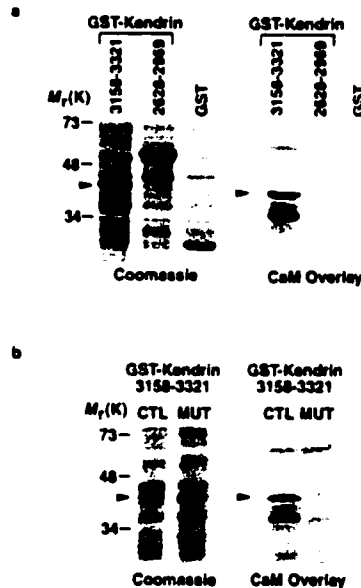 a
GST-Kendrin GST-Kendrin
3158-3321 2628-2969 GST 3158-3321 2628-2969 GST
Mr(K)
73–
48–
34–
Coomassie CaM Overlay
b
GST-Kendrin GST-Kendrin
3158-3321 3158-3321
Mr(K) CTL MUT CTL MUT
73–
48–
34–
Coomassie CaM Overlay